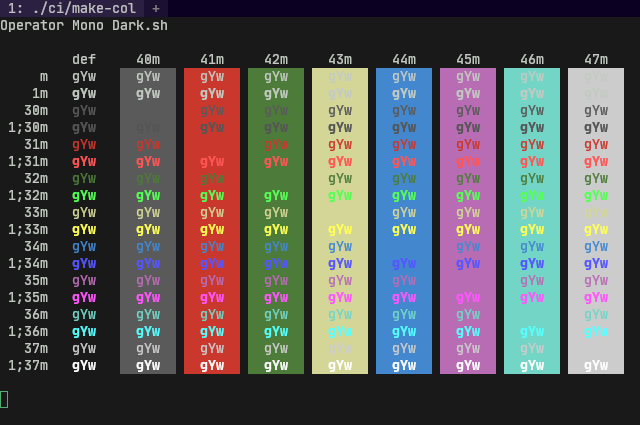 1: ./ci/make-col +
Operator Mono Dark.sh
def 40m 41m 42m 43m 44m 45m 46m 47m
m gYw gYw gYw gYw gYw gYw gYw gYw gYw
1m gYw gYw gYw gYw gYw gYw gYw gYw gYw
30m gYw gYw gYw gYw gYw gYw gYw gYw
1;30m gYw gYw gYw gYw gYw gYw gYw gYw
31m gYw gYw gYw gYw gYw gYw gYw gYw
1;31m gYw gYw gYw gYw gYw gYw gYw gYw gYw
32m gYw gYw gYw gYw gYw gYw gYw gYw
1;32m gYw gYw gYw gYw gYw gYw gYw gYw gYw
33m gYw gYw gYw gYw gYw gYw gYw gYw
1;33m gYw gYw gYw gYw gYw gYw gYw gYw gYw
34m gYw gYw gYw gYw gYw gYw gYw gYw
1;34m gYw gYw gYw gYw gYw gYw gYw gYw gYw
35m gYw gYw gYw gYw gYw gYw gYw gYw
1;35m gYw gYw gYw gYw gYw gYw gYw gYw gYw
36m gYw gYw gYw gYw gYw gYw gYw gYw
1;36m gYw gYw gYw gYw gYw gYw gYw gYw gYw
37m gYw gYw gYw gYw gYw gYw gYw gYw
1;37m gYw gYw gYw gYw gYw gYw gYw gYw gYw